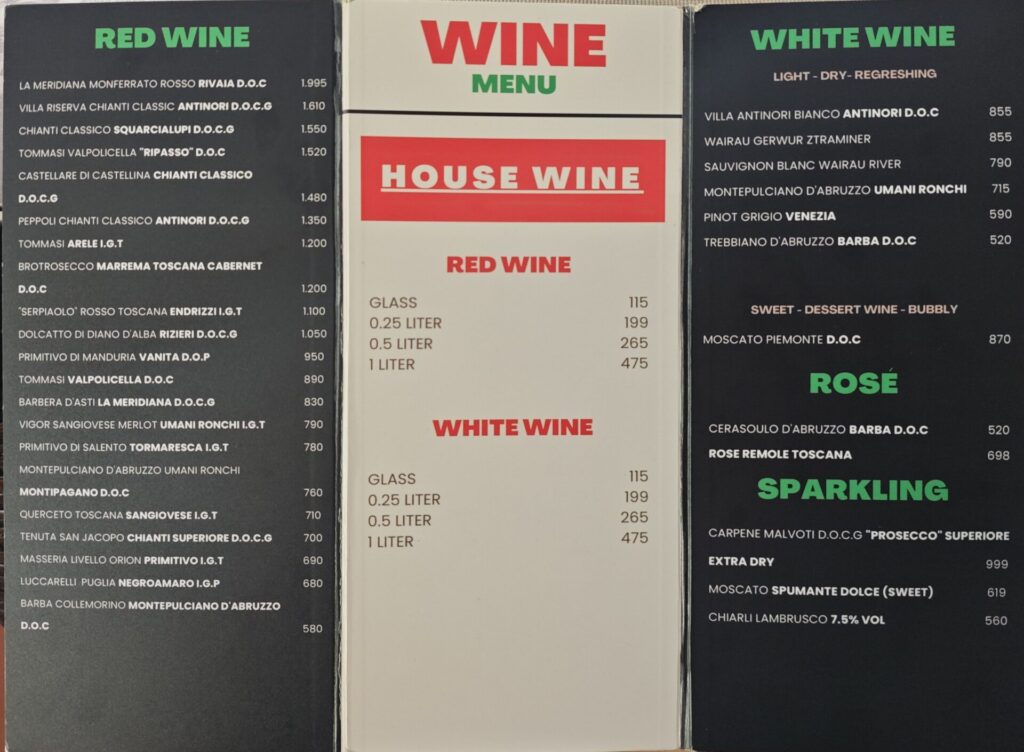 RED WINE
LA MERIDIANA MONFERRATO ROSSO RIVAIA D.O.C 1.995
VILLA RISERVA CHIANTI CLASSIC ANTINORI D.O.C.G 1.610
CHIANTI CLASSICO SQUARCIALUPI D.O.C.G 1.550
TOMMASI VALPOLICELLA "RIPASSO" D.O.C 1.520
CASTELLARE DI CASTELLINA CHIANTI CLASSICO
D.O.C.G 1.480
PEPPOLI CHIANTI CLASSICO ANTINORI D.O.C.G 1.350
TOMMASI ARELE I.G.T 1.200
BROTROSECCO MARREMA TOSCANA CABERNET
D.O.C 1.200
"SERPIAOLO" ROSSO TOSCANA ENDRIZZI I.G.T 1.100
DOLCATTO DI DIANO D'ALBA RIZIERI D.O.C.G 1.050
PRIMITIVO DI MANDURIA VANITA D.O.P 950
TOMMASI VALPOLICELLA D.O.C 890
BARBERA D'ASTI LA MERIDIANA D.O.C.G 830
VIGOR SANGIOVESE MERLOT UMANI RONCHI I.G.T 790
PRIMITIVO DI SALENTO TORMARESCA I.G.T 780
MONTEPULCIANO D'ABRUZZO UMANI RONCHI
MONTIPAGANO D.O.C 760
QUERCETO TOSCANA SANGIOVESE I.G.T 710
TENUTA SAN JACOPO CHIANTI SUPERIORE D.O.C.G 700
MASSERIA LIVELLO ORION PRIMITIVO I.G.T 690
LUCCARELLI PUGLIA NEGROAMARO I.G.P 680
BARBA COLLEMORINO MONTEPULCIANO D'ABRUZZO
D.O.C 580
WINE
MENU
HOUSE WINE
RED WINE
GLASS 115
0.25 LITER 199
0.5 LITER 265
1 LITER 475
WHITE WINE
GLASS 115
0.25 LITER 199
0.5 LITER 265
1 LITER 475
WHITE WINE
LIGHT - DRY- REGRESHING
VILLA ANTINORI BIANCO ANTINORI D.O.C 855
WAIRAU GERWUR ZTRAMINER 855
SAUVIGNON BLANC WAIRAU RIVER 790
MONTEPULCIANO D'ABRUZZO UMANI RONCHI 715
PINOT GRIGIO VENEZIA 590
TREBBIANO D'ABRUZZO BARBA D.O.C 520
SWEET - DESSERT WINE - BUBBLY
MOSCATO PIEMONTE D.O.C 870
ROSÉ
CERASOULO D'ABRUZZO BARBA D.O.C 520
ROSE REMOLE TOSCANA 698
SPARKLING
CARPENE MALVOTI D.O.C.G "PROSECCO" SUPERIORE
EXTRA DRY 999
MOSCATO SPUMANTE DOLCE (SWEET) 619
CHIARLI LAMBRUSCO 7.5% VOL 560